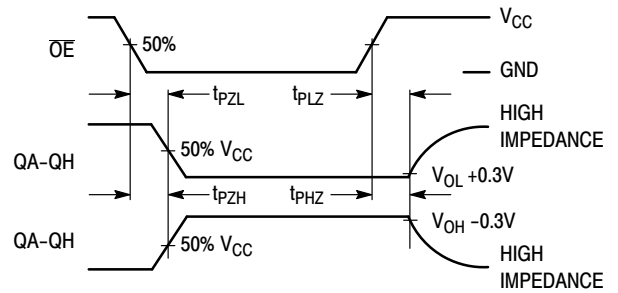 V_CC
OE
50%
GND
t_PZL
t_PLZ
HIGH
IMPEDANCE
50% V_CC
QA-QH
V_OL +0.3V
t_PZH
t_PHZ
V_OH -0.3V
50% V_CC
QA-QH
HIGH
IMPEDANCE